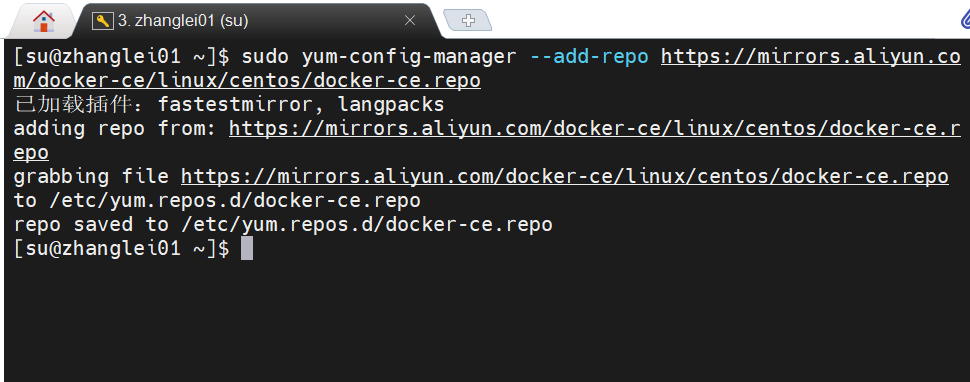 3. zhanglei01 (su)
[su@zhanglei01 ~]$ sudo yum-config-manager --add-repo https://mirrors.aliyun.co
m/docker-ce/linux/centos/docker-ce.repo
已加载插件：fastestmirror, langpacks
adding repo from: https://mirrors.aliyun.com/docker-ce/linux/centos/docker-ce.r
epo
grabbing file https://mirrors.aliyun.com/docker-ce/linux/centos/docker-ce.repo
to /etc/yum.repos.d/docker-ce.repo
repo saved to /etc/yum.repos.d/docker-ce.repo
[su@zhanglei01 ~]$